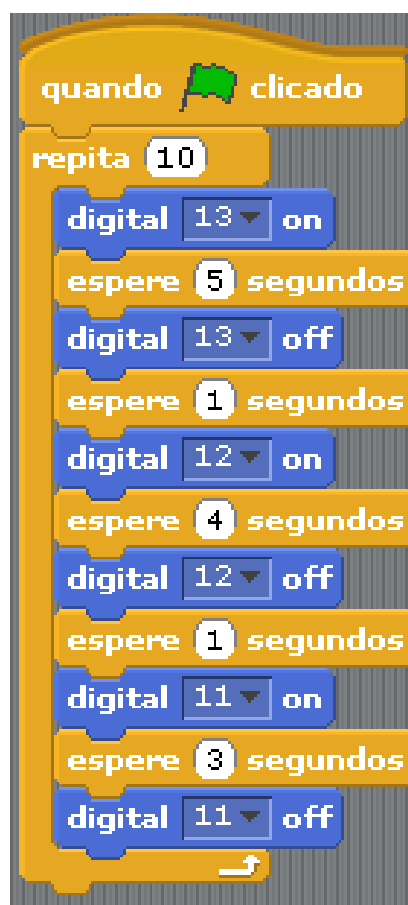 quando clicado
repita 10
digital 13 on
espere 5 segundos
digital 13 off
espere 1 segundos
digital 12 on
espere 4 segundos
digital 12 off
espere 1 segundos
digital 11 on
espere 3 segundos
digital 11 off